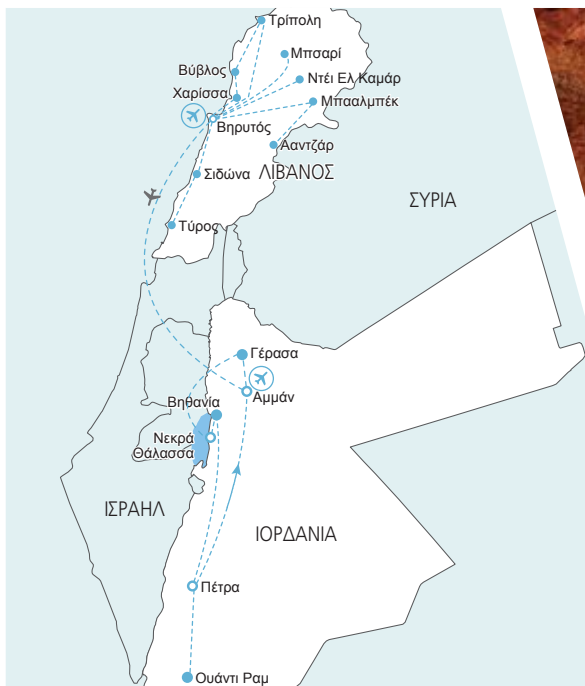 Τρίπολη
Μπσαρί
Βύβλος
Ντέι Ελ Καμάρ
Χαρίσσα
Μπααλμπέκ
Βηρυτός
Ααντζάρ
Σιδώνα
ΛΙΒΑΝΟΣ
ΣΥΡΙΑ
Τύρος
Γέρασα
Αμμάν
Βηθανία
Νεκρά
Θάλασσα
ΙΣΡΑΗΛ
ΙΟΡΔΑΝΙΑ
Πέτρα
Ουάντι Ραμ